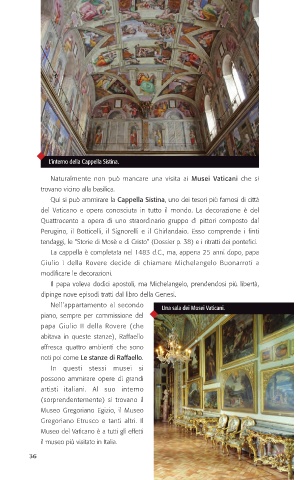 L'interno della Cappella Sistina.
Naturalmente non può mancare una visita ai Musei Vaticani che si
trovano vicino alla basilica.
Qui si può ammirare la Cappella Sistina, uno dei tesori più famosi di città
del Vaticano e opera conosciuta in tutto il mondo. La decorazione è del
Quattrocento a opera di uno straordinario gruppo di pittori composto dal
Perugino, il Botticelli, il Signorelli e il Ghirlandaio. Esso comprende i finti
tendaggi, le "Storie di Mosè e di Cristo" (Dossier p. 38) e i ritratti dei pontefici.
La cappella è completata nel 1483 d.C., ma, appena 25 anni dopo, papa
Giulio I della Rovere decide di chiamare Michelangelo Buonarroti e
modificare le decorazioni.
Il papa voleva dodici apostoli, ma Michelangelo, prendendosi più libertà,
dipinge nove episodi tratti dal libro della Genesi.
Nell'appartamento al secondo
piano, sempre per commissione del
papa Giulio II della Rovere (che
abitava in queste stanze), Raffaello
affresca quattro ambienti che sono
noti poi come Le stanze di Raffaello.
In questi stessi musei si
possono ammirare opere di grandi
artisti italiani. Al suo interno
(sorprendentemente) si trovano il
Museo Gregoriano Egizio, il Museo
Gregoriano Etrusco e tanti altri. Il
Museo del Vaticano è a tutti gli effetti
il museo più visitato in Italia.
Una sala dei Musei Vaticani.
36